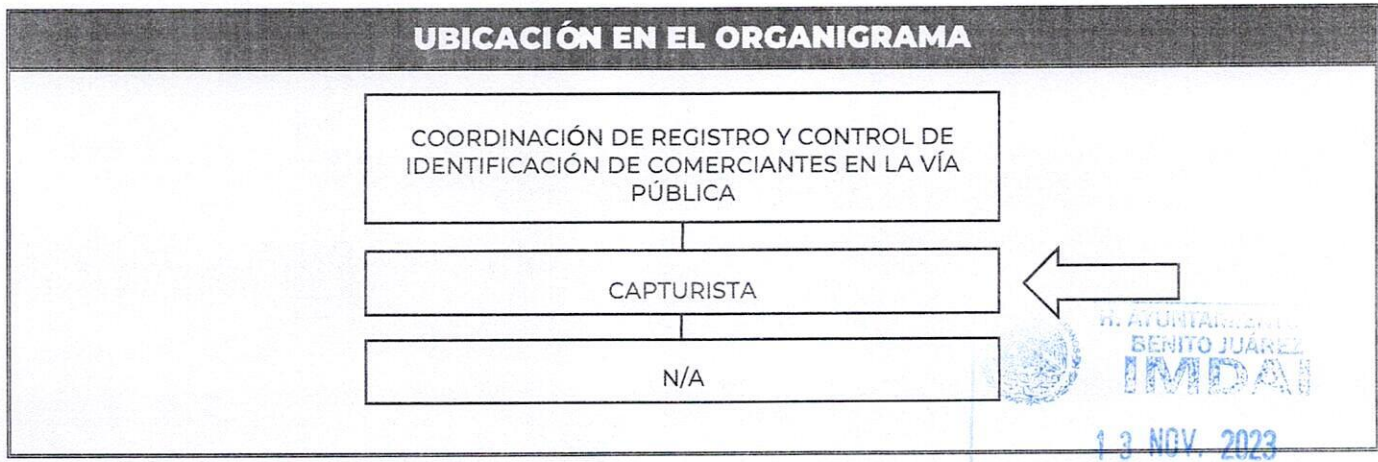 UBICACIÓN EN EL ORGANIGRAMA
COORDINACIÓN DE REGISTRO Y CONTROL DE
IDENTIFICACIÓN DE COMERCIANTES EN LA VÍA
PÚBLICA
CAPTURISTA
N/A
H. AYUNTAMIENTO
BENITO JUÁREZ
IMDAI
13 NOV. 2023